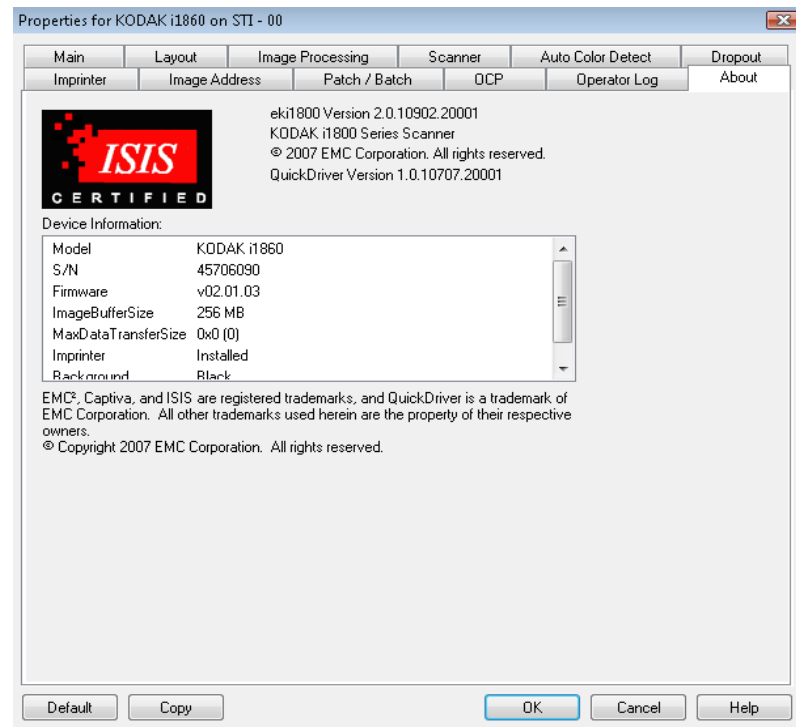 Properties for KODAK i1860 on STI - 00
Main Layout Image Processing Scanner Auto Color Detect Dropout
Imprinter Image Address Patch / Batch OCP Operator Log About
ISIS
CERTIFIED
eki1800 Version 2.0.10902.20001
KODAK i1800 Series Scanner
© 2007 EMC Corporation. All rights reserved.
QuickDriver Version 1.0.10707.20001
Device Information:
Model KODAK i1860
S/N 45706090
Firmware v02.01.03
ImageBufferSize 256 MB
MaxDataTransferSize 0x0 (0)
Imprinter Installed
Background Black
EMC², Captiva, and ISIS are registered trademarks, and QuickDriver is a trademark of
EMC Corporation. All other trademarks used herein are the property of their respective
owners.
© Copyright 2007 EMC Corporation. All rights reserved.
Default Copy OK Cancel Help